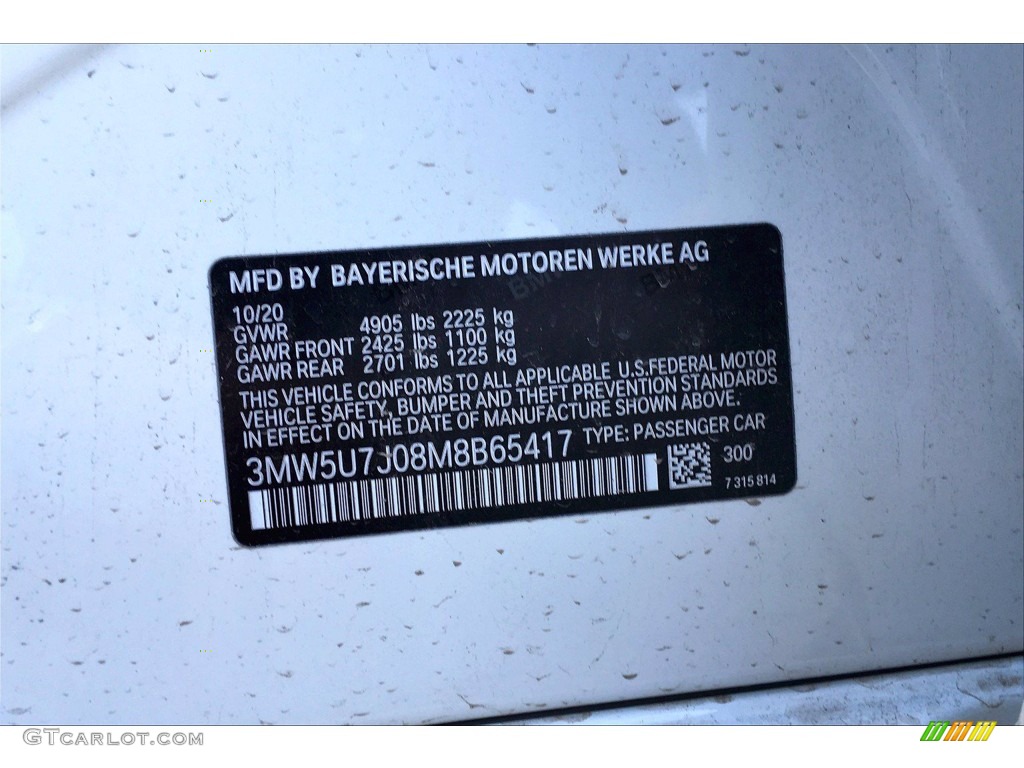 MFD BY BAYERISCHE MOTOREN WERKE AG
10/20
GVWR 4905 lbs 2225 kg
GAWR FRONT 2425 lbs 1100 kg
GAWR REAR 2701 lbs 1225 kg
THIS VEHICLE CONFORMS TO ALL APPLICABLE U.S.FEDERAL MOTOR
VEHICLE SAFETY, BUMPER AND THEFT PREVENTION STANDARDS
IN EFFECT ON THE DATE OF MANUFACTURE SHOWN ABOVE.
3MW5U7J08M8B65417 TYPE: PASSENGER CAR
300
7 315 814
GTcarlot.com